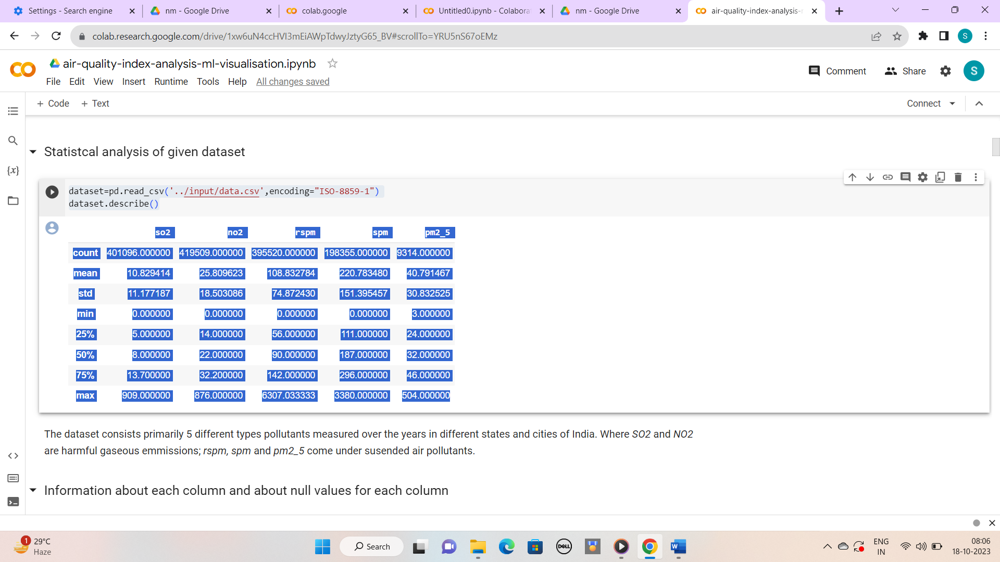 Settings - Search engine
nm - Google Drive
colab.google
Untitled0.ipynb - Colabora
nm - Google Drive
air-quality-index-analysis-
colab.research.google.com/drive/1xw6uN4ccHVI3mEiAWpTdwyJztyG65_BV#scrollTo=YRU5nS67oEMz
S
air-quality-index-analysis-ml-visualisation.ipynb
Comment Share S
File Edit View Insert Runtime Tools Help All changes saved
+ Code + Text Connect
Statistcal analysis of given dataset
{x}
dataset=pd.read_csv('../input/data.csv',encoding="ISO-8859-1")
dataset.describe()
so2 no2 rspm spm pm2_5
count 401096.000000 419509.000000 395520.000000 198355.000000 9314.000000
mean 10.829414 25.809623 108.832784 220.783480 40.791467
std 11.177187 18.503086 74.872430 151.395457 30.832525
min 0.000000 0.000000 0.000000 0.000000 3.000000
25% 5.000000 14.000000 56.000000 111.000000 24.000000
50% 8.000000 22.000000 90.000000 187.000000 32.000000
75% 13.700000 32.200000 142.000000 296.000000 46.000000
max 909.000000 876.000000 6307.033333 3380.000000 504.000000
The dataset consists primarily 5 different types pollutants measured over the years in different states and cities of India. Where SO2 and NO2
are harmful gaseous emmissions; rspm, spm and pm2_5 come under susended air pollutants.
Information about each column and about null values for each column
1
29°C
Haze
Search
DELL
W
ENG
IN
08:06
18-10-2023